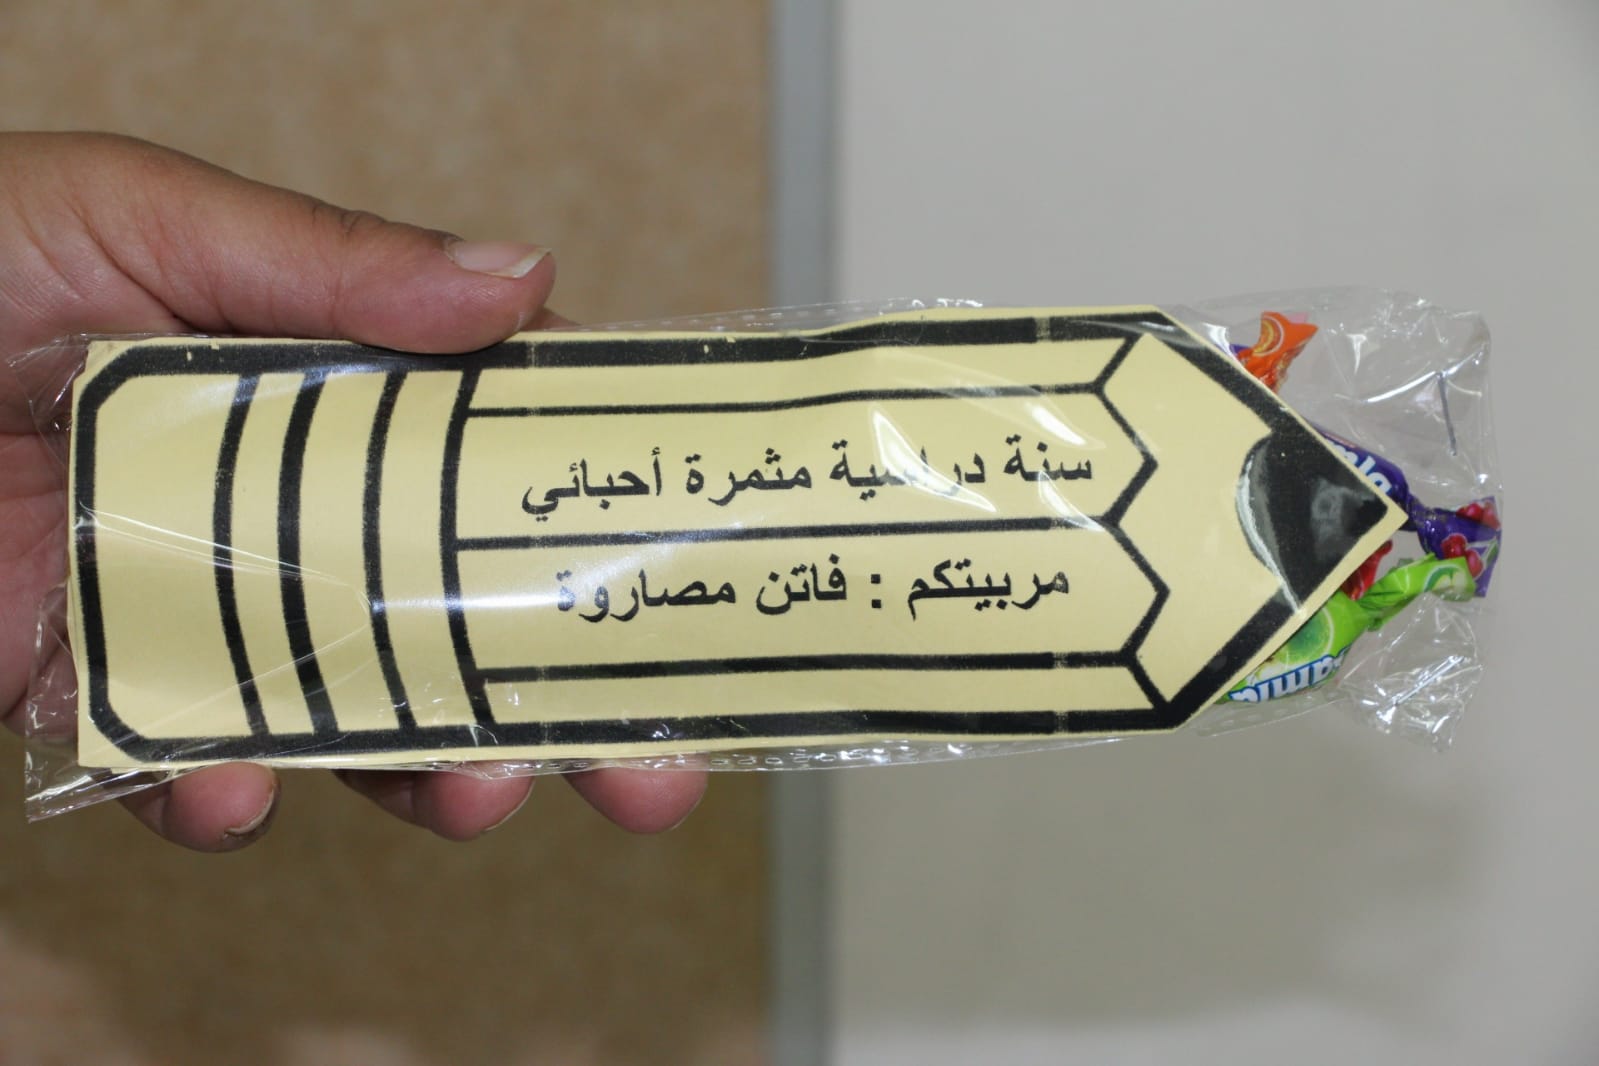 سنة دراسية مثمرة أحبائي
مربيتكم : فاتن مصاروة